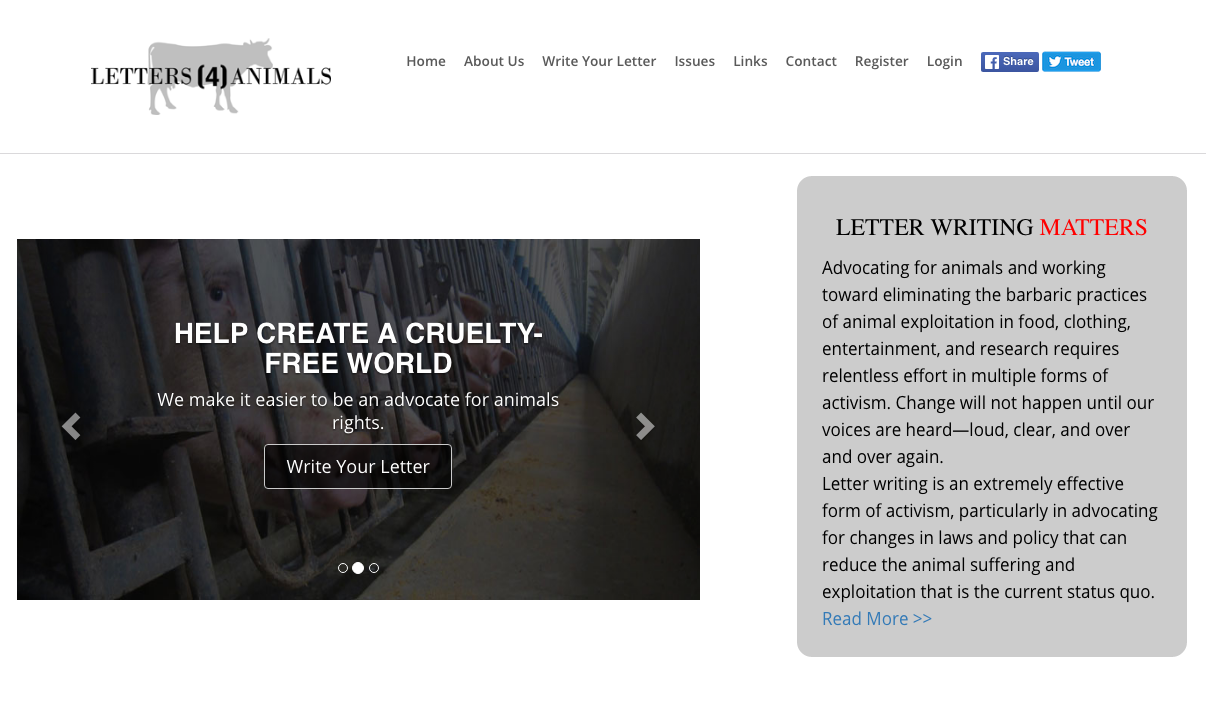 LETTERS (4) ANIMALS
Home About Us Write Your Letter Issues Links Contact Register Login Share Tweet
HELP CREATE A CRUELTY-
FREE WORLD
We make it easier to be an advocate for animals
rights.
Write Your Letter
LETTER WRITING MATTERS
Advocating for animals and working
toward eliminating the barbaric practices
of animal exploitation in food, clothing,
entertainment, and research requires
relentless effort in multiple forms of
activism. Change will not happen until our
voices are heard—loud, clear, and over
and over again.
Letter writing is an extremely effective
form of activism, particularly in advocating
for changes in laws and policy that can
reduce the animal suffering and
exploitation that is the current status quo.
Read More >>